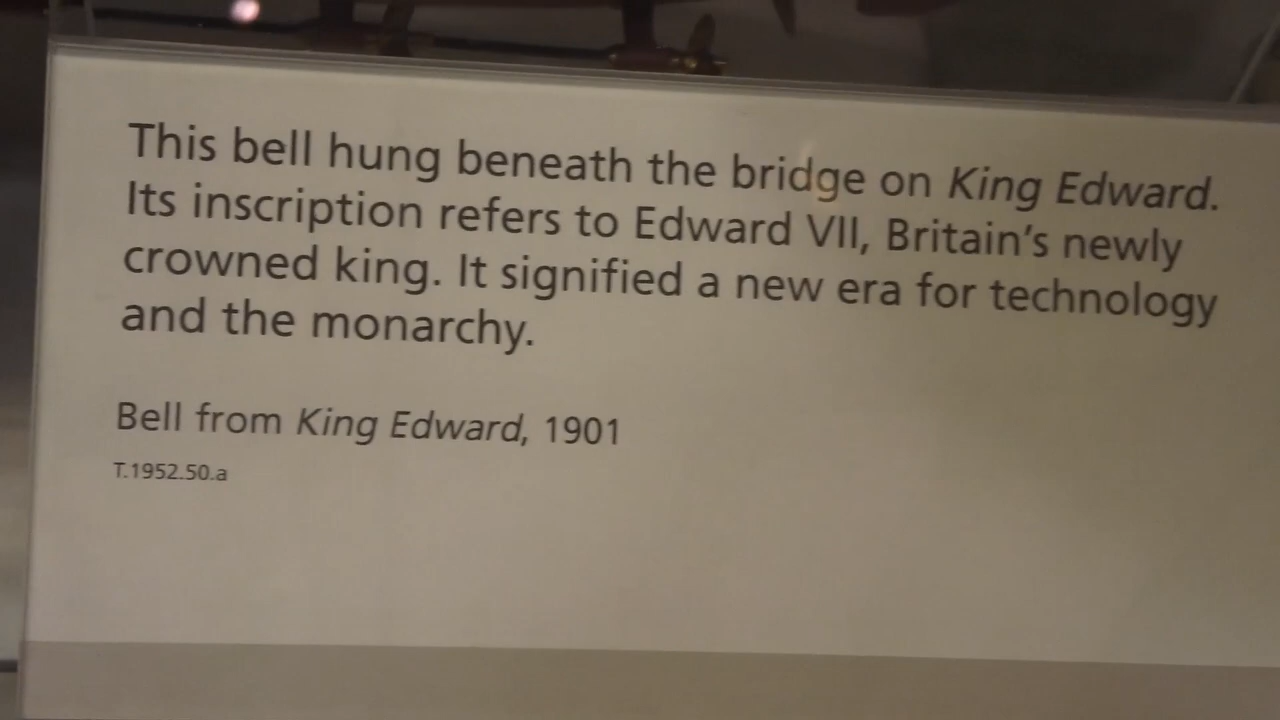 This bell hung beneath the bridge on King Edward.
Its inscription refers to Edward VII, Britain's newly
crowned king. It signified a new era for technology
and the monarchy.
Bell from King Edward, 1901
T.1952.50.a